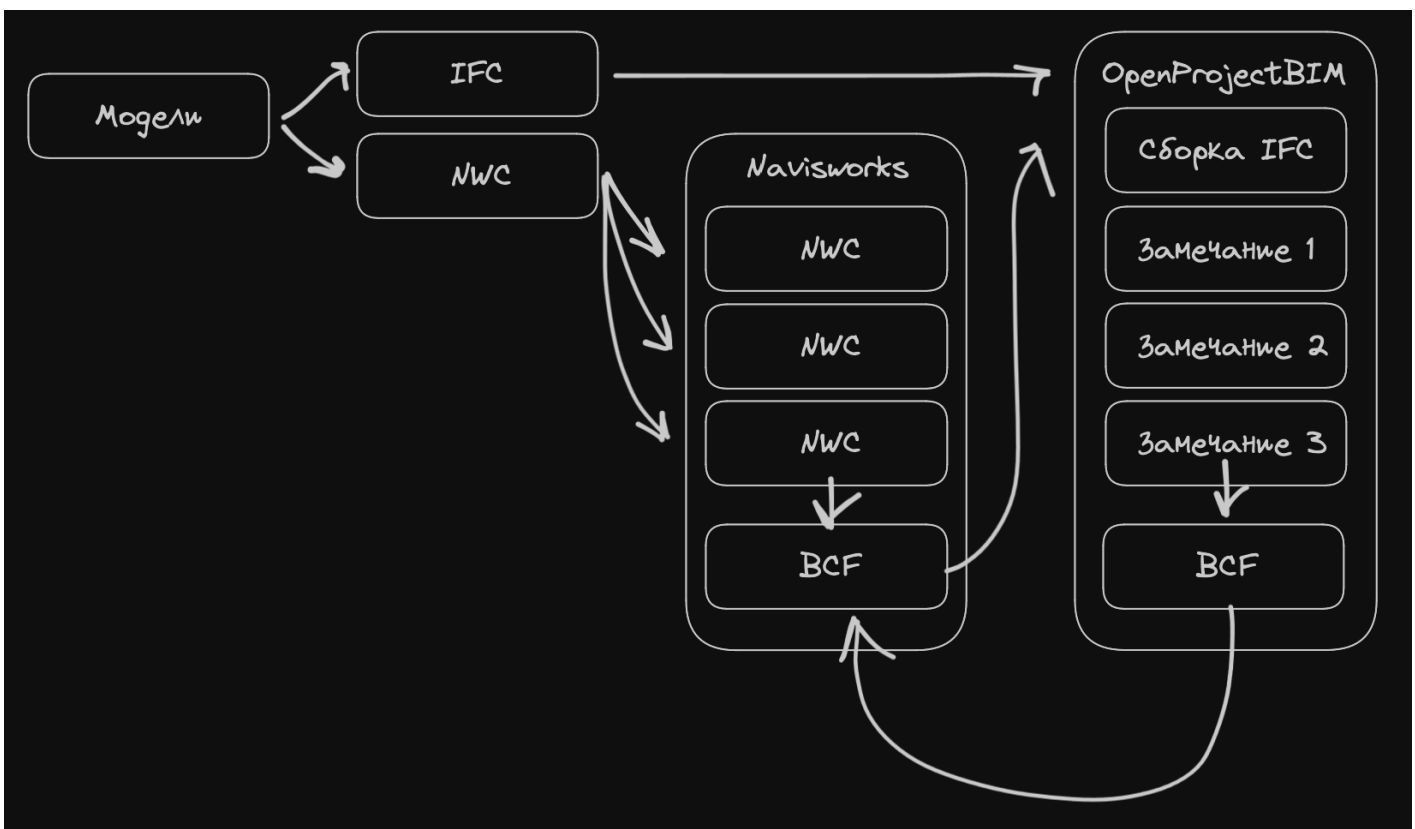 Модели
IFC
NWC
Navisworks
NWC
NWC
NWC
BCF
OpenProjectBIM
Сборка IFC
Замечание 1
Замечание 2
Замечание 3
BCF